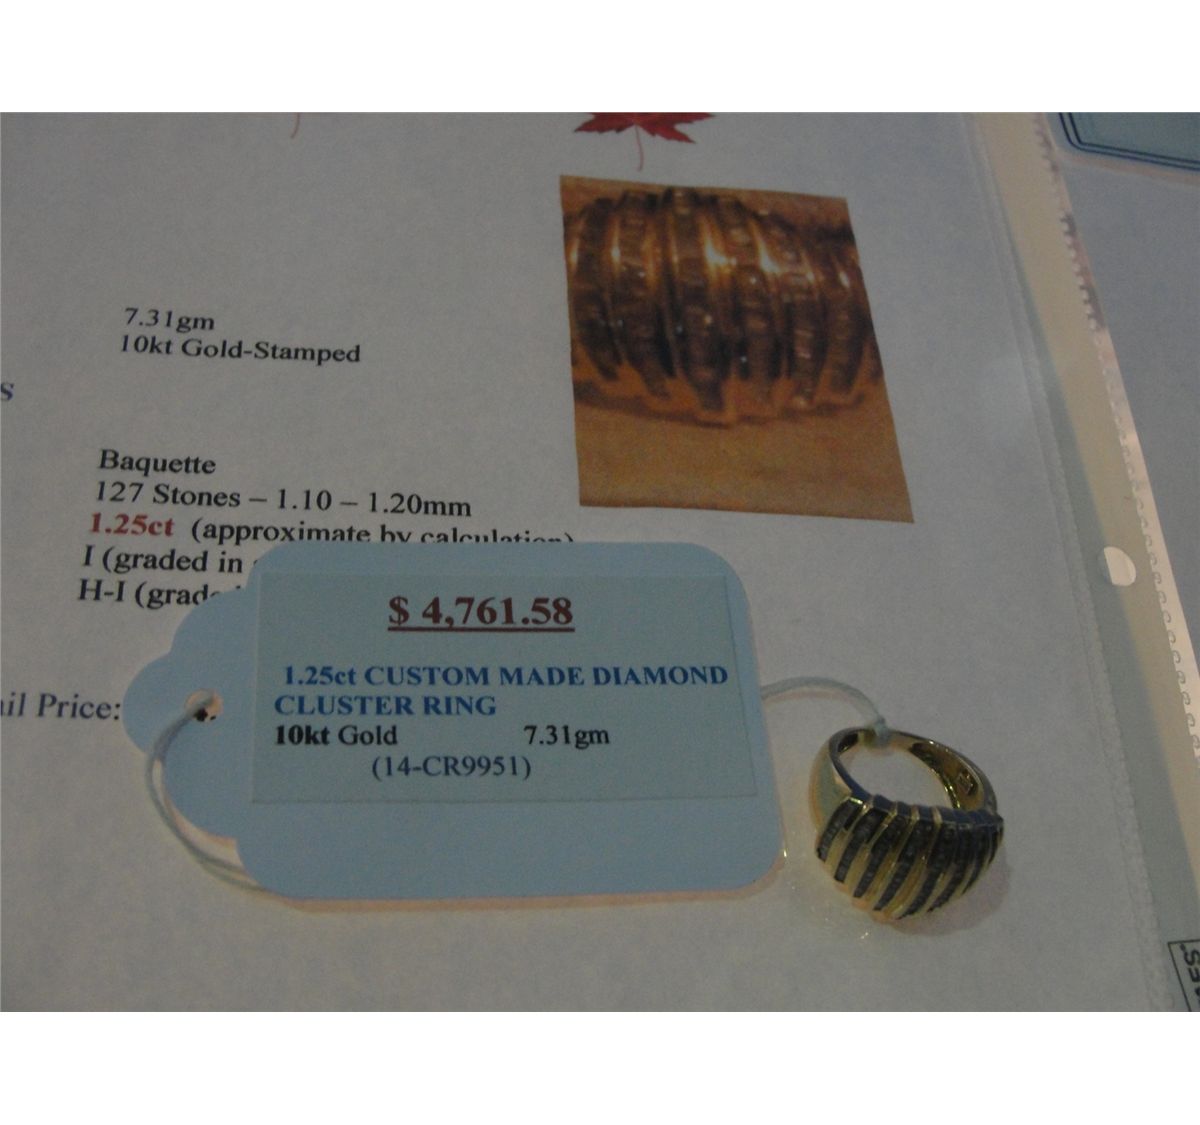 7.31gm
10kt Gold-Stamped
S
Baquette
127 Stones – 1.10 – 1.20mm
1.25ct (approximate by calculation)
I (graded in
H-I (grad
il Price:
$ 4,761.58
1.25ct CUSTOM MADE DIAMOND
CLUSTER RING
10kt Gold 7.31gm
(14-CR9951)